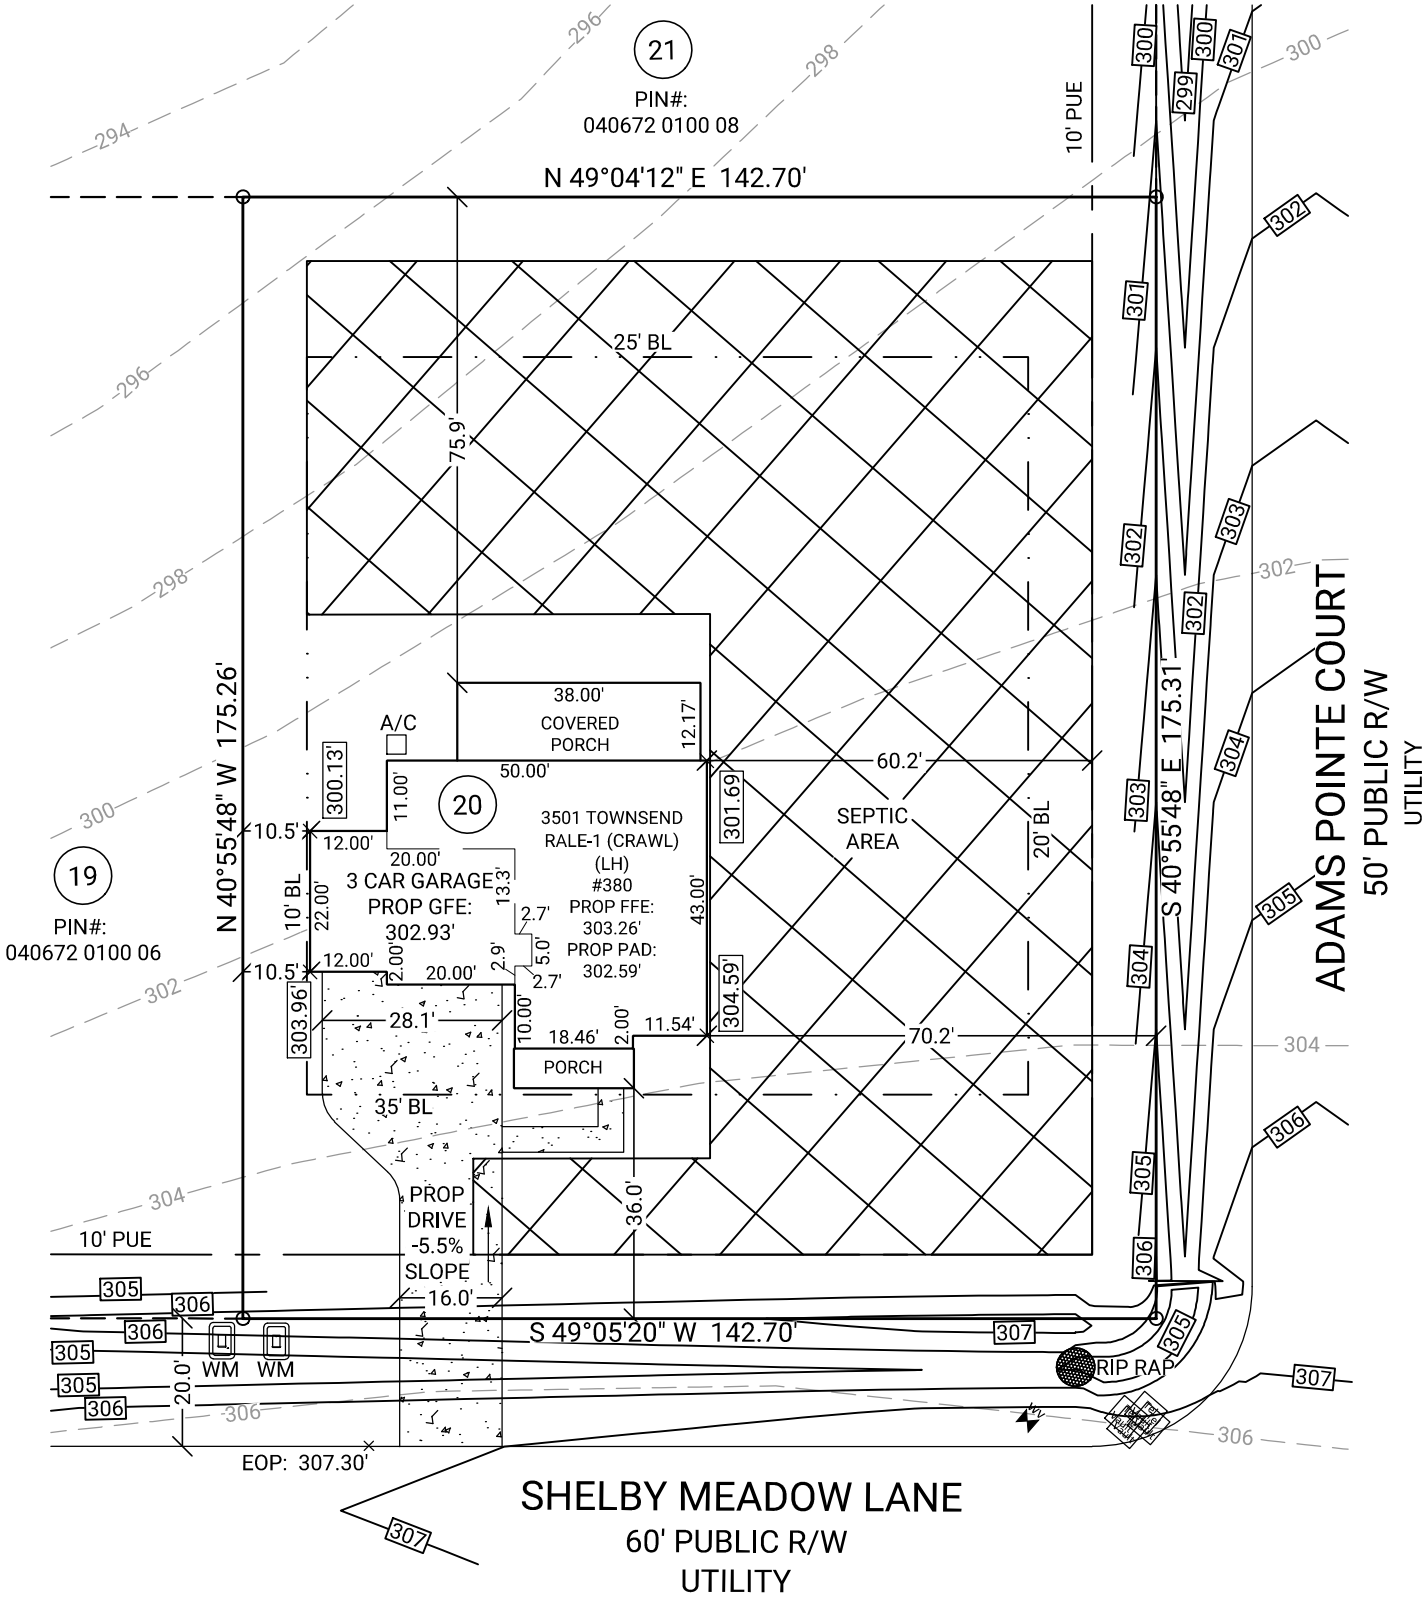 296
21
298
300
300
300
301
299
294
PIN#:
040672 0100 08
10' PUE
N 49°04'12" E  142.70'
302
301
25' BL
296
75.9'
303
302
302
298
302
N 40°55'48" W  175.26'
S 40°55'48" E  175.31'
ADAMS POINTE COURT
50' PUBLIC R/W
UTILITY
38.00'
COVERED
PORCH
12.17'
A/C
300.13'
11.00'
50.00'
60.2'
304
303
300
20
301.69
3501 TOWNSEND
RALE-1 (CRAWL)
(LH)
#380
PROP FFE:
303.26'
PROP PAD:
302.59'
SEPTIC
AREA
20' BL
10.5'
12.00'
20.00'
3 CAR GARAGE
PROP GFE:
302.93'
13.3'
19
PIN#:
040672 0100 06
10' BL
22.00'
43.00'
2.7'
5.0'
2.9'
2.7'
305
10.5'
12.00'
2.00'
20.00'
304
304.59
302
303.96'
28.1'
10.00'
18.46'
2.00'
11.54'
70.2'
304
PORCH
35' BL
306
305
304
PROP
DRIVE
-5.5%
SLOPE
36.0'
10' PUE
306
16.0'
305
306
306
305
305
306
WM
WM
20.0'
S 49°05'20" W  142.70'
307
305
RIP RAP
307
306
WV
306
EOP:  307.30'
SHELBY MEADOW LANE
60' PUBLIC R/W
UTILITY
307